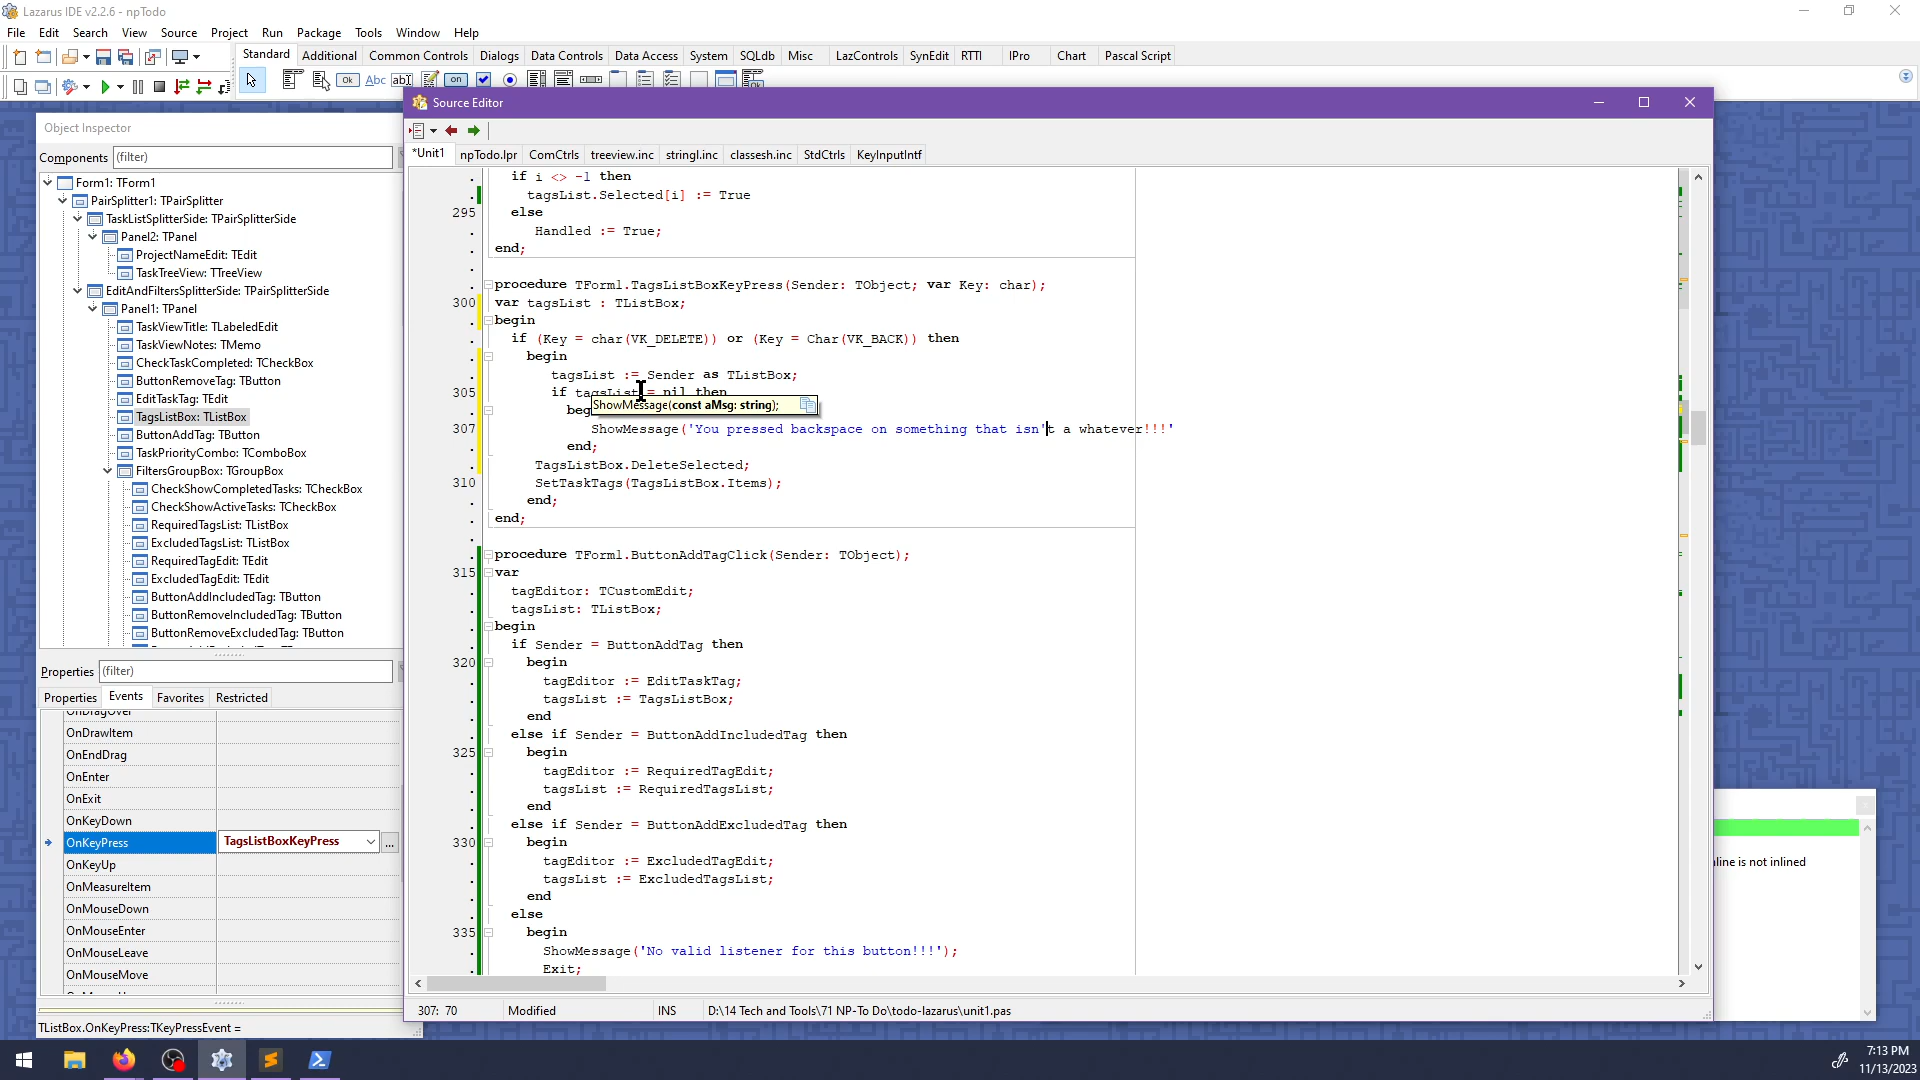 Lazarus IDE v2.2.6 - npTodo
File Edit Search View Source Project Run Package Tools Window Help
Standard Additional Common Controls Dialogs Data Controls Data Access System SQLdb Misc LazControls SynEdit RTTI IPro Chart Pascal Script
Ok Abc ab on
Source Editor
Object Inspector
Components (filter)
Form1: TForm1
PairSplitter1: TPairSplitter
TaskListSplitterSide: TPairSplitterSide
Panel2: TPanel
ProjectNameEdit: TEdit
TaskTreeView: TTreeView
EditAndFiltersSplitterSide: TPairSplitterSide
Panel1: TPanel
TaskViewTitle: TLabeledEdit
TaskViewNotes: TMemo
CheckTaskCompleted: TCheckBox
ButtonRemoveTag: TButton
EditTaskTag: TEdit
TagsListBox: TListBox
ButtonAddTag: TButton
TaskPriorityCombo: TComboBox
FiltersGroupBox: TGroupBox
CheckShowCompletedTasks: TCheckBox
CheckShowActiveTasks: TCheckBox
RequiredTagsList: TListBox
ExcludedTagsList: TListBox
RequiredTagEdit: TEdit
ExcludedTagEdit: TEdit
ButtonAddIncludedTag: TButton
ButtonRemoveIncludedTag: TButton
ButtonRemoveExcludedTag: TButton
Properties (filter)
Properties Events Favorites Restricted
OnDragOver
OnDrawItem
OnEndDrag
OnEnter
OnExit
OnKeyDown
OnKeyPress TagsListBoxKeyPress ...
OnKeyUp
OnMeasureItem
OnMouseDown
OnMouseEnter
OnMouseLeave
OnMouseMove
TListBox.OnKeyPress:TKeyPressEvent =
*Unit1 npTodo.lpr ComCtrls treeview.inc stringl.inc classesh.inc StdCtrls KeyInputIntf
if i <> -1 then
tagsList.Selected[i] := True
295 else
Handled := True;
end;
procedure TForm1.TagsListBoxKeyPress(Sender: TObject; var Key: char);
300 var tagsList : TListBox;
begin
if (Key = char(VK_DELETE)) or (Key = Char(VK_BACK)) then
begin
tagsList := Sender as TListBox;
305 if tagsList = nil then
beg
ShowMessage(const aMsg: string);
307 ShowMessage('You pressed backspace on something that isn't a whatever!!!'
end;
TagsListBox.DeleteSelected;
310 SetTaskTags(TagsListBox.Items);
end;
end;
procedure TForm1.ButtonAddTagClick(Sender: TObject);
315 var
tagEditor: TCustomEdit;
tagsList: TListBox;
begin
if Sender = ButtonAddTag then
320 begin
tagEditor := EditTaskTag;
tagsList := TagsListBox;
end
else if Sender = ButtonAddIncludedTag then
325 begin
tagEditor := RequiredTagEdit;
tagsList := RequiredTagsList;
end
else if Sender = ButtonAddExcludedTag then
330 begin
tagEditor := ExcludedTagEdit;
tagsList := ExcludedTagsList;
end
else
335 begin
ShowMessage('No valid listener for this button!!!');
Exit;
307: 70 Modified INS D:\14 Tech and Tools\71 NP-To Do\todo-lazarus\unit1.pas
line is not inlined
7:13 PM
11/13/2023